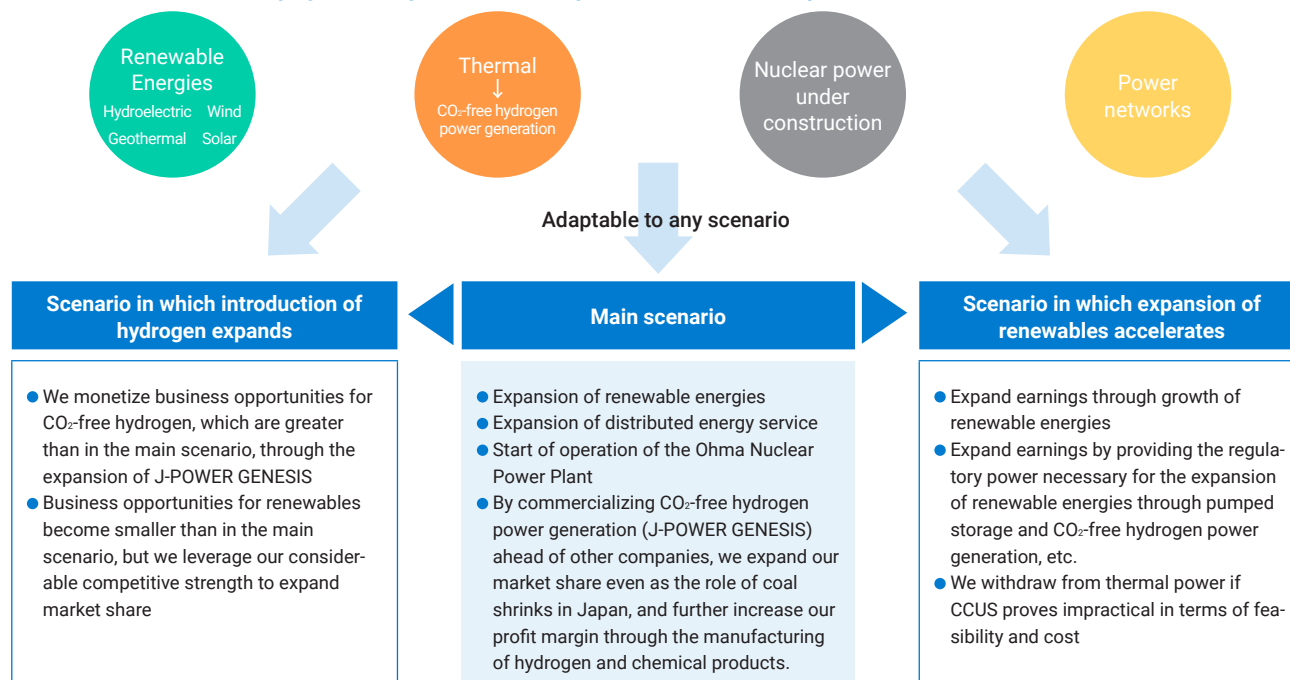 Renewable
Energies
Hydroelectric Wind
Geothermal Solar
Thermal
↓
CO₂-free hydrogen
power generation
Nuclear power
under
construction
Power
networks
Adaptable to any scenario
Scenario in which introduction of
hydrogen expands
● We monetize business opportunities for
CO₂-free hydrogen, which are greater
than in the main scenario, through the
expansion of J-POWER GENESIS
● Business opportunities for renewables
become smaller than in the main
scenario, but we leverage our consider-
able competitive strength to expand
market share
Main scenario
● Expansion of renewable energies
● Expansion of distributed energy service
● Start of operation of the Ohma Nuclear
Power Plant
● By commercializing CO₂-free hydrogen
power generation (J-POWER GENESIS)
ahead of other companies, we expand our
market share even as the role of coal
shrinks in Japan, and further increase our
profit margin through the manufacturing
of hydrogen and chemical products.
Scenario in which expansion of
renewables accelerates
● Expand earnings through growth of
renewable energies
● Expand earnings by providing the regula-
tory power necessary for the expansion
of renewable energies through pumped
storage and CO₂-free hydrogen power
generation, etc.
● We withdraw from thermal power if
CCUS proves impractical in terms of fea-
sibility and cost